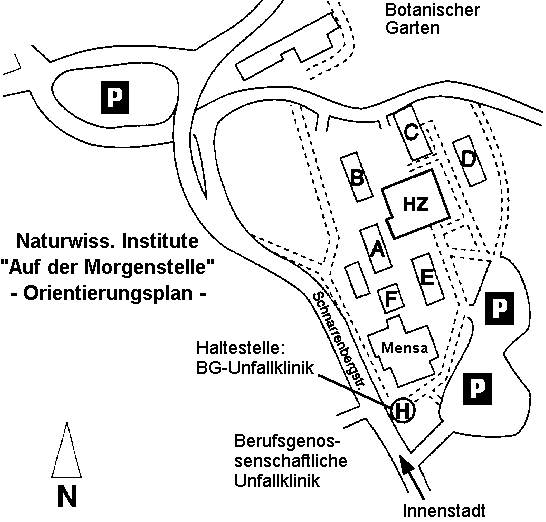 Botanischer
Garten
P
C
B
D
HZ
Naturwiss. Institute
"Auf der Morgenstelle"
- Orientierungsplan -
A
E
F
P
Schnarrenbergstr.
Mensa
Haltestelle:
BG-Unfallklinik
P
H
Berufsgenos-
senschaftliche
Unfallklinik
N
Innenstadt